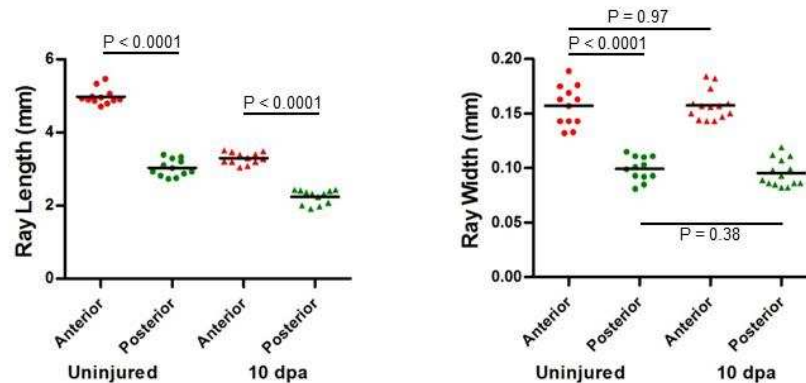 P < 0.0001
6
4
2
0
Ray Length (mm)
P < 0.0001
Anterior
Posterior
Anterior
Posterior
Uninjured
10 dpa
P = 0.97
P < 0.0001
0.20
0.15
0.10
0.05
0.00
Ray Width (mm)
P = 0.38
Anterior
Posterior
Anterior
Posterior
Uninjured
10 dpa